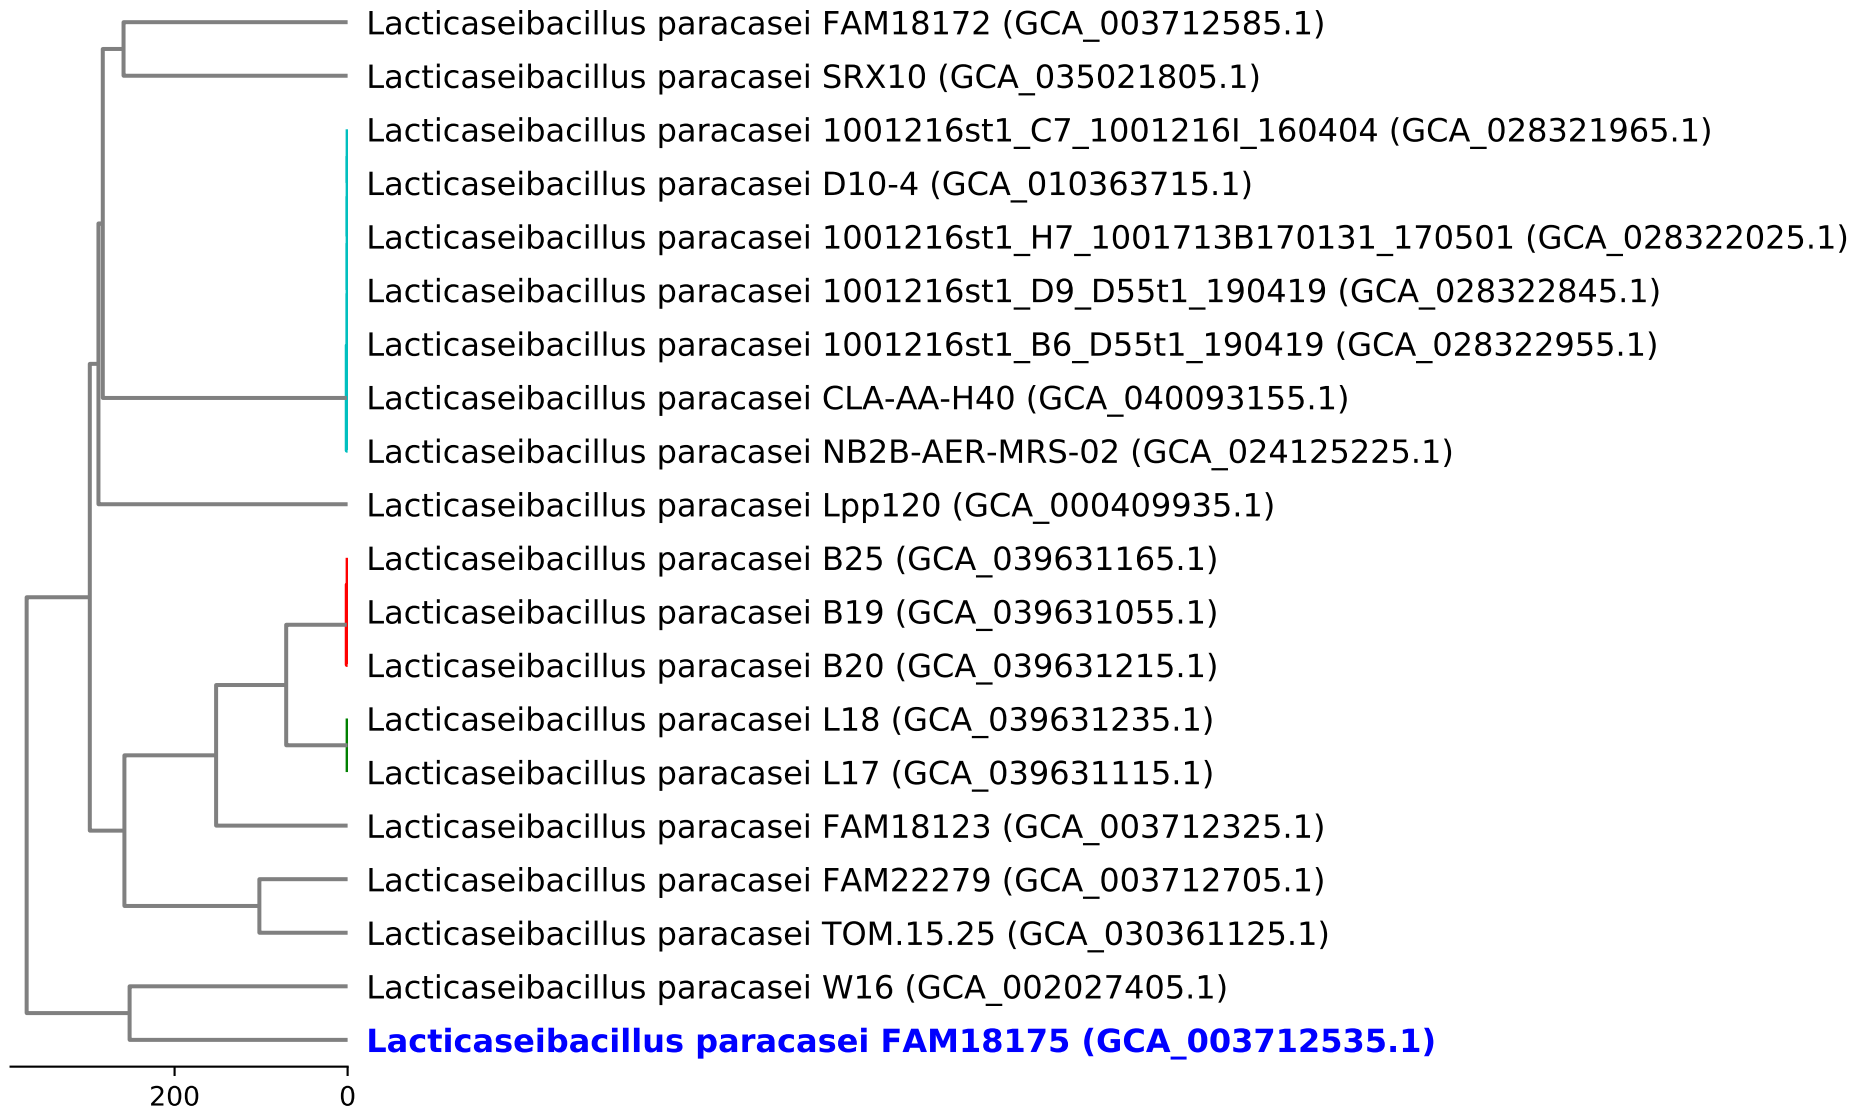 Lacticaseibacillus paracasei FAM18172 (GCA_003712585.1)
Lacticaseibacillus paracasei SRX10 (GCA_035021805.1)
Lacticaseibacillus paracasei 1001216st1_C7_1001216I_160404 (GCA_028321965.1)
Lacticaseibacillus paracasei D10-4 (GCA_010363715.1)
Lacticaseibacillus paracasei 1001216st1_H7_1001713B170131_170501 (GCA_028322025.1)
Lacticaseibacillus paracasei 1001216st1_D9_D55t1_190419 (GCA_028322845.1)
Lacticaseibacillus paracasei 1001216st1_B6_D55t1_190419 (GCA_028322955.1)
Lacticaseibacillus paracasei CLA-AA-H40 (GCA_040093155.1)
Lacticaseibacillus paracasei NB2B-AER-MRS-02 (GCA_024125225.1)
Lacticaseibacillus paracasei Lpp120 (GCA_000409935.1)
Lacticaseibacillus paracasei B25 (GCA_039631165.1)
Lacticaseibacillus paracasei B19 (GCA_039631055.1)
Lacticaseibacillus paracasei B20 (GCA_039631215.1)
Lacticaseibacillus paracasei L18 (GCA_039631235.1)
Lacticaseibacillus paracasei L17 (GCA_039631115.1)
Lacticaseibacillus paracasei FAM18123 (GCA_003712325.1)
Lacticaseibacillus paracasei FAM22279 (GCA_003712705.1)
Lacticaseibacillus paracasei TOM.15.25 (GCA_030361125.1)
Lacticaseibacillus paracasei W16 (GCA_002027405.1)
Lacticaseibacillus paracasei FAM18175 (GCA_003712535.1)
200 0